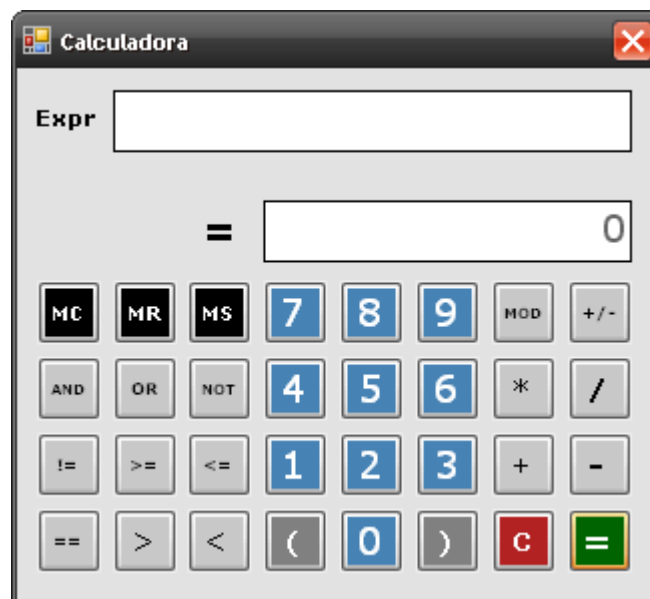 Calculadora
Expr
= 0
MC MR MS 7 8 9 MOD +/-
AND OR NOT 4 5 6 * /
!= >= <= 1 2 3 + -
== > < ( 0 ) C =